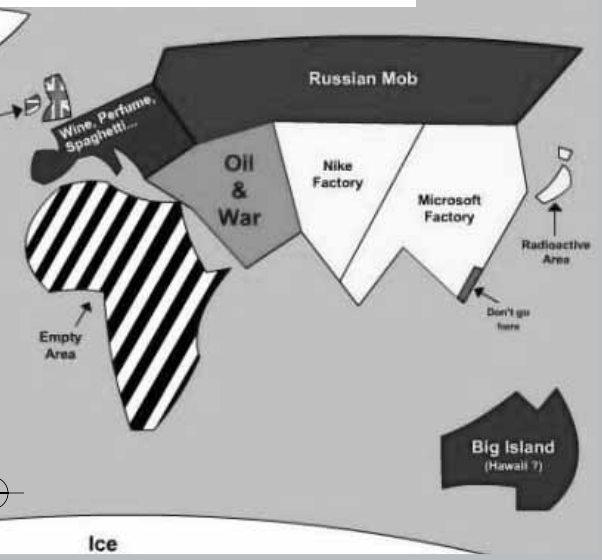 Russian Mob
Wine, Perfume,
Spaghetti...
Oil
&
War
Nike
Factory
Microsoft
Factory
Radioactive
Area
Don't go
here
Empty
Area
Big Island
(Hawaii ?)
Ice